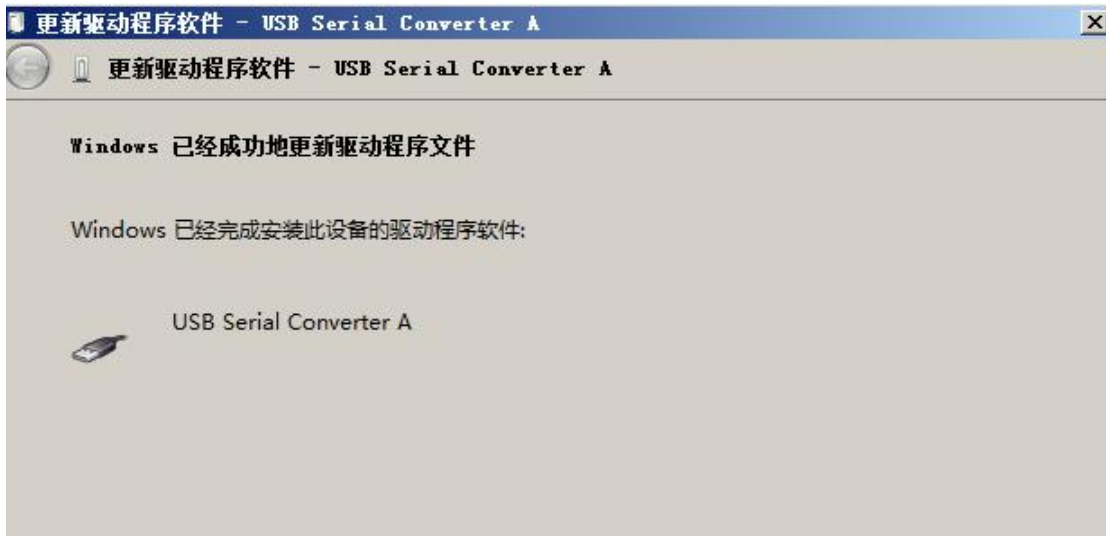 更新驱动程序软件 - USB Serial Converter A
更新驱动程序软件 - USB Serial Converter A
Windows 已经成功地更新驱动程序文件
Windows 已经完成安装此设备的驱动程序软件:
USB Serial Converter A